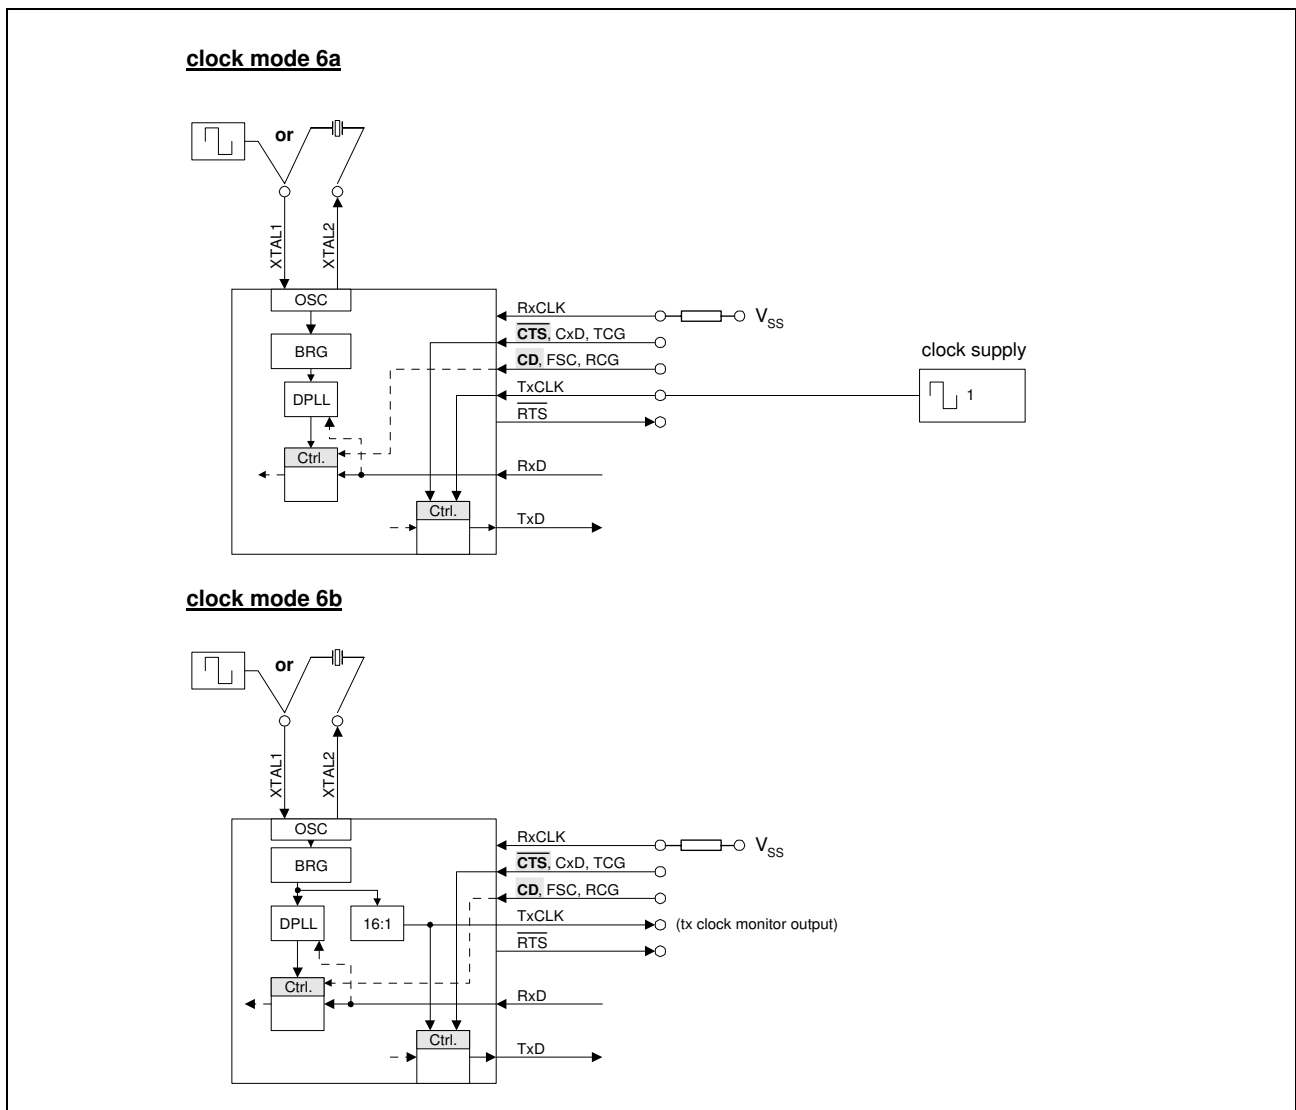 clock mode 6a
or
XTAL1
XTAL2
OSC
RxCLK
VSS
CTS, CxD, TCG
BRG
clock supply
CD, FSC, RCG
DPLL
TxCLK
1
RTS
Ctrl.
RxD
Ctrl.
TxD
clock mode 6b
or
XTAL1
XTAL2
OSC
RxCLK
VSS
BRG
CTS, CxD, TCG
CD, FSC, RCG
DPLL
16:1
TxCLK
(tx clock monitor output)
RTS
Ctrl.
RxD
Ctrl.
TxD